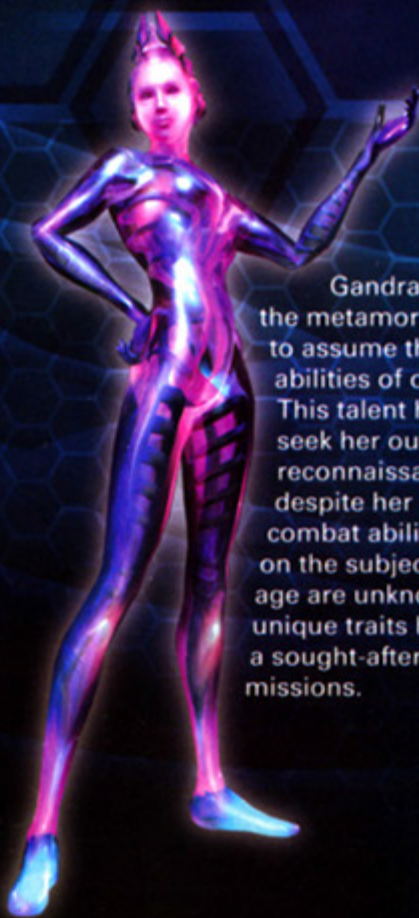 Gandra
the metamor
to assume th
abilities of o
This talent h
seek her ou
reconnaissa
despite her
combat abili
on the subjec
age are unkno
unique traits h
a sought-after
missions.